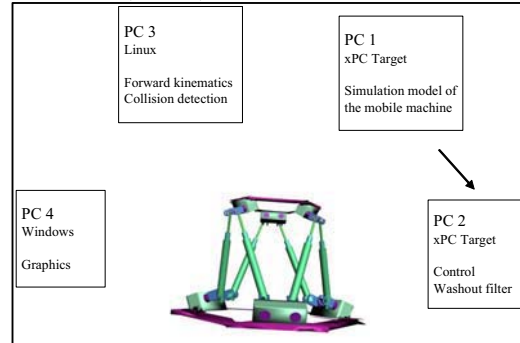 PC 3
Linux
Forward kinematics
Collision detection
PC 1
xPC Target
Simulation model of
the mobile machine
PC 4
Windows
Graphics
PC 2
xPC Target
Control
Washout filter